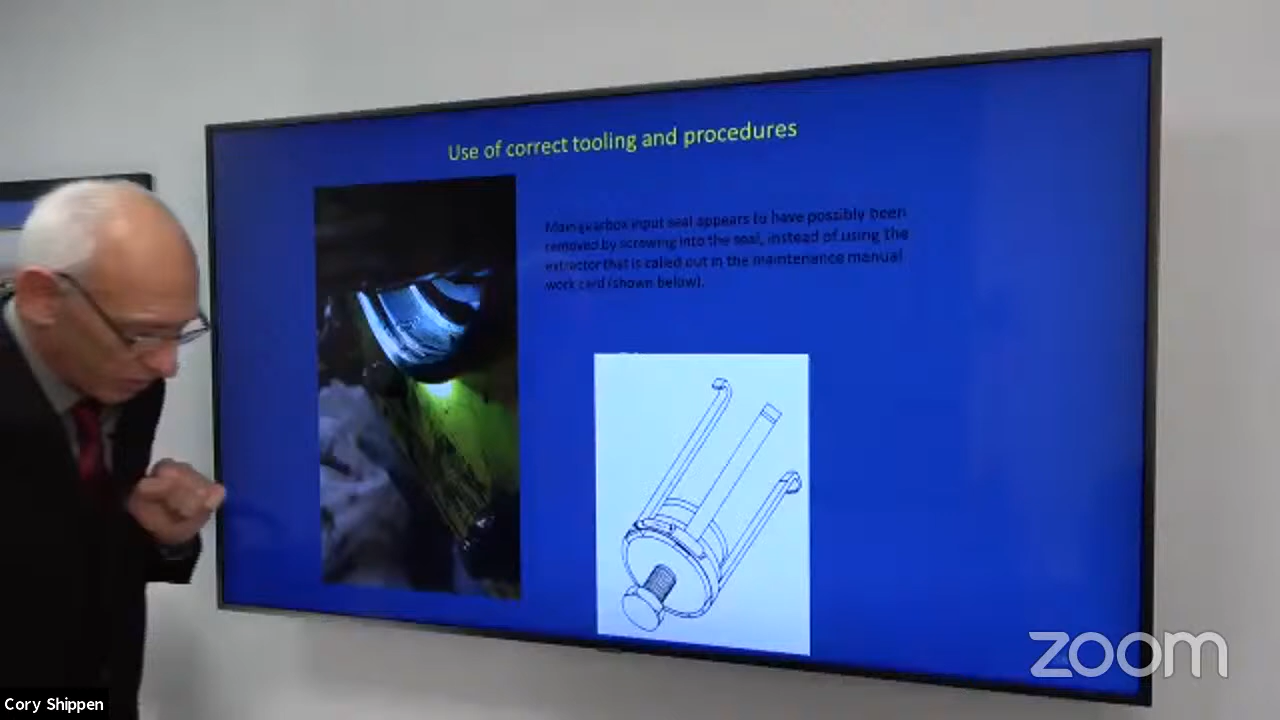 Use of correct tooling and procedures
Main gearbox input seal appears to have possibly been
removed by screwing into the seal, instead of using the
extractor that is called out in the maintenance manual
work card (shown below).
zoom
Cory Shippen